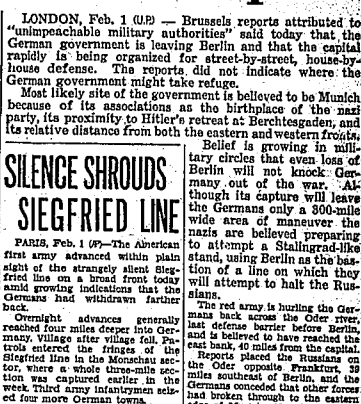 LONDON, Feb. 1 (U.P.) — Brussels reports attributed to
"unimpeachable military authorities" said today that the
German government is leaving Berlin and that the capital
rapidly is being organized for street-by-street, house-by-
house defense. The reports did not indicate where the
German government might take refuge.
Most likely site of the government is believed to be Munich
because of its associations as the birthplace of the nazi
party, its proximity to Hitler's retreat at Berchtesgaden, and
its relative distance from both the eastern and western fronts.
SILENCE SHROUDS
SIEGFRIED LINE
PARIS, Feb. 1 (JP)—The American
first army advanced within plain
sight of the strangely silent Sieg-
fried line on a broad front today
amid growing indications that the
Germans had withdrawn farther
back.
Overnight advances generally
reached four miles deeper into Ger-
many. Village after village fell. Pa-
trols entered the fringes of the
Siegfried line in the Monschau sec-
tor, where a whole three-mile sec-
tion was captured earlier in the
week. Third army infantrymen seiz-
ed four more German towns.
Belief is growing in mili-
tary circles that even loss of
Berlin will not knock Ger-
many out of the war. Al-
though its capture will leave
the Germans only a 300-mile
wide area of maneuver the
nazis are believed preparing
to attempt a Stalingrad-like
stand, using Berlin as the bas-
tion of a line on which they
will attempt to halt the Rus-
sians.
The red army is hurling the Ger-
mans back across the Oder river,
last defense barrier before Berlin,
and is believed to have reached the
east bank, 40 miles from the capital.
Reports placed the Russians on
the Oder opposite Frankfurt, 39
miles southeast of Berlin, and the
Germans conceded that other forces
had broken through to the eastern